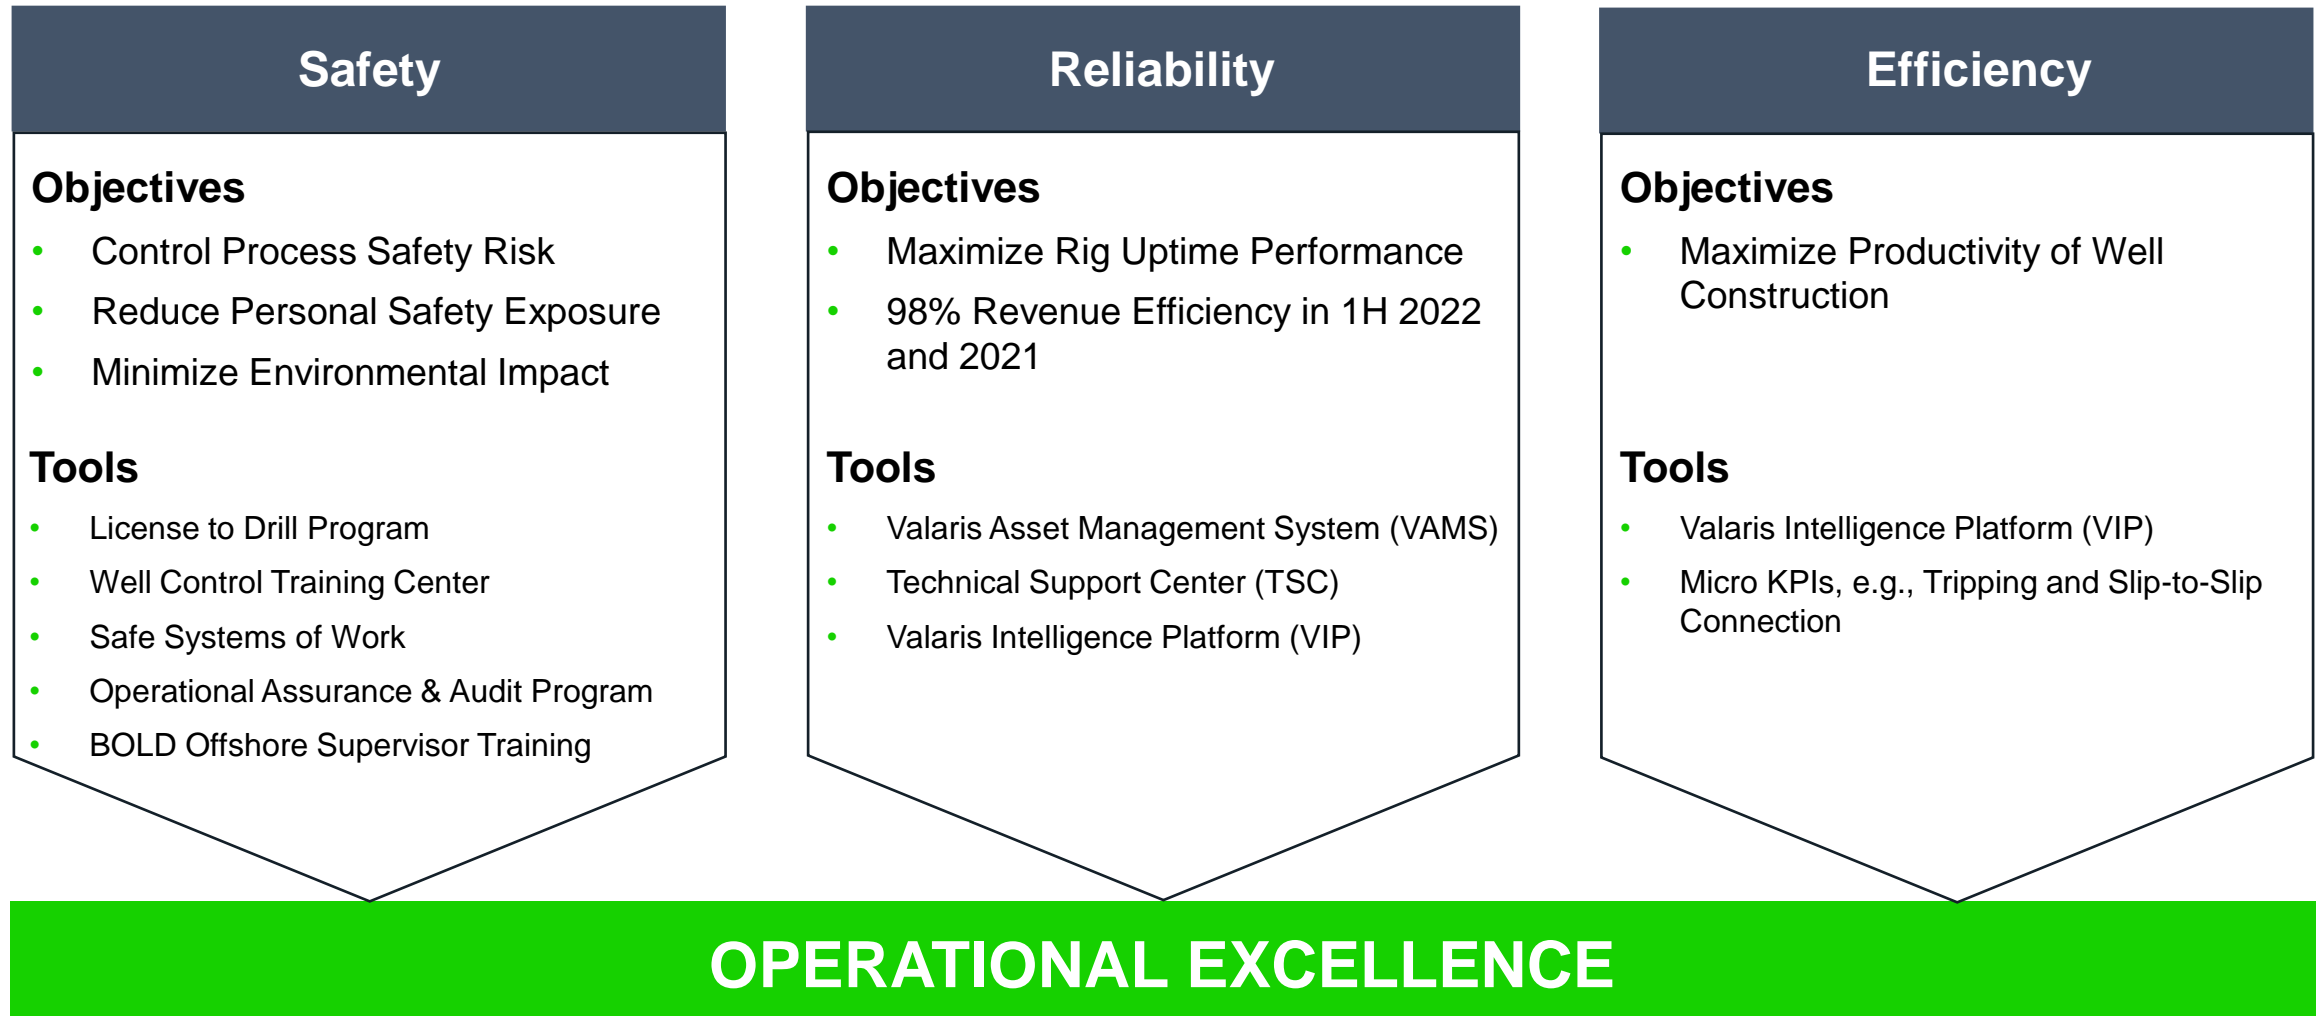 Safety
Objectives
• Control Process Safety Risk
• Reduce Personal Safety Exposure
• Minimize Environmental Impact
Tools
• License to Drill Program
• Well Control Training Center
• Safe Systems of Work
• Operational Assurance & Audit Program
• BOLD Offshore Supervisor Training
Reliability
Objectives
• Maximize Rig Uptime Performance
• 98% Revenue Efficiency in 1H 2022
and 2021
Tools
• Valaris Asset Management System (VAMS)
• Technical Support Center (TSC)
• Valaris Intelligence Platform (VIP)
Efficiency
Objectives
• Maximize Productivity of Well
Construction
Tools
• Valaris Intelligence Platform (VIP)
• Micro KPIs, e.g., Tripping and Slip-to-Slip
Connection
OPERATIONAL EXCELLENCE